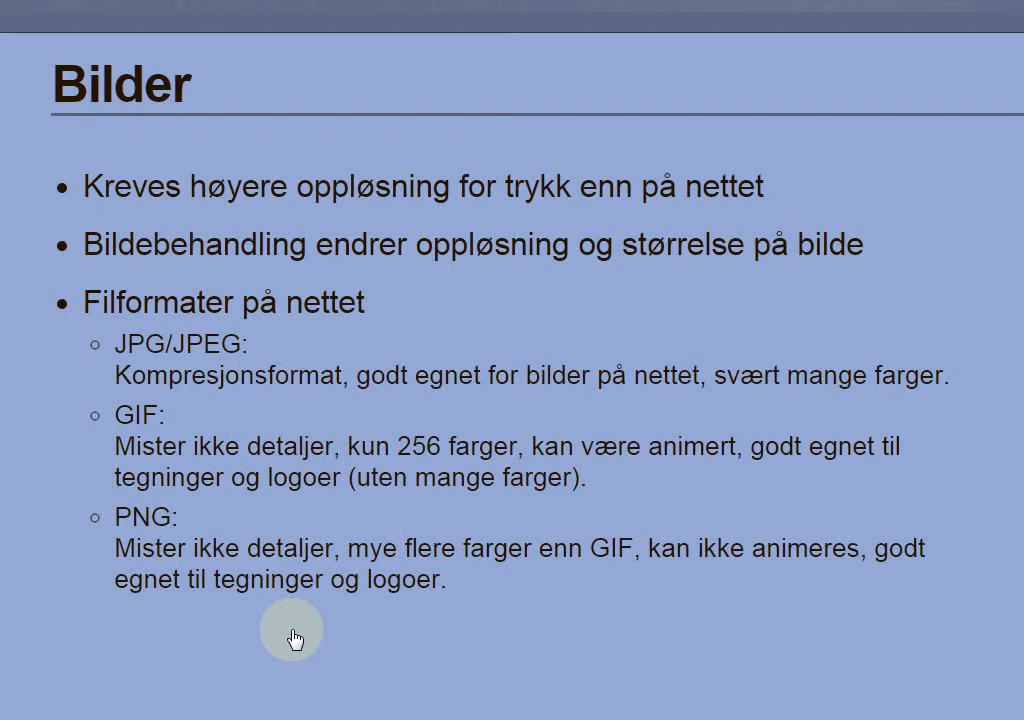 Bilder
Kreves høyere oppløsning for trykk enn på nettet
Bildebehandling endrer oppløsning og størrelse på bilde
Filformater på nettet
JPG/JPEG:
Kompresjonsformat, godt egnet for bilder på nettet, svært mange farger.
GIF:
Mister ikke detaljer, kun 256 farger, kan være animert, godt egnet til
tegninger og logoer (uten mange farger).
PNG:
Mister ikke detaljer, mye flere farger enn GIF, kan ikke animeres, godt
egnet til tegninger og logoer.